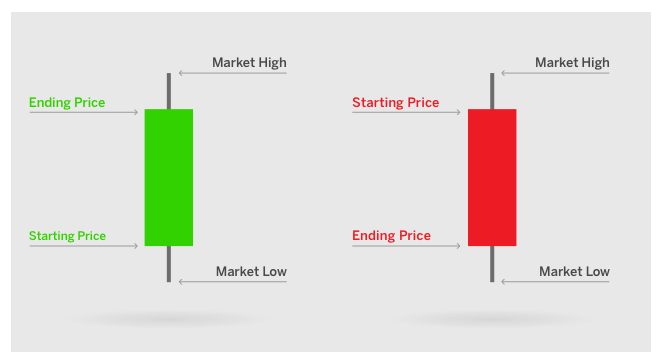 Market High
Ending Price
Starting Price
Market Low
Market High
Starting Price
Ending Price
Market Low